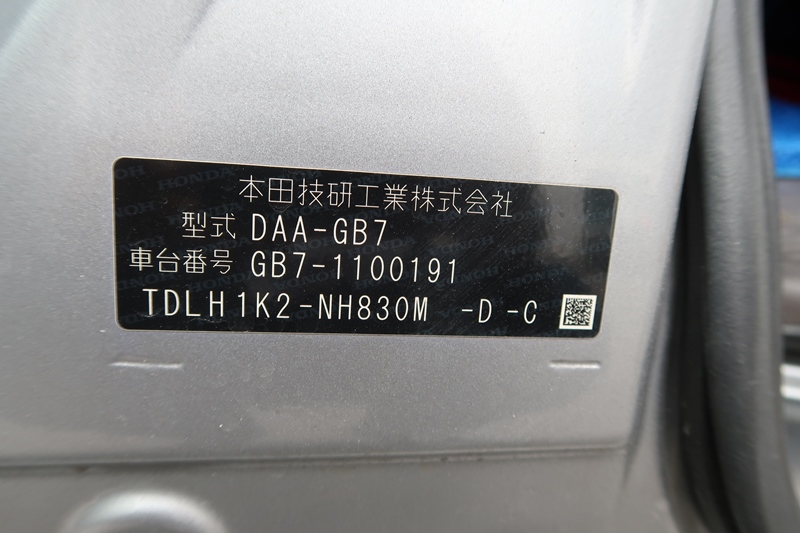 本田技研工業株式会社
型式 DAA-GB7
車台番号 GB7-1100191
TDLH1K2-NH830M -D -C